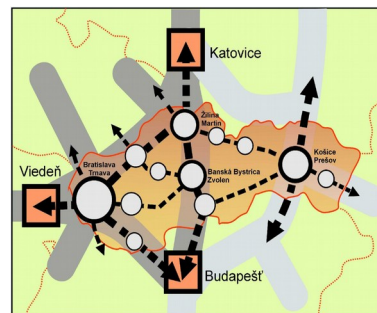 Katovice
Žilina
Martin
Bratislava
Trnava
Košice
Prešov
Viedeň
Banská Bystrica
Zvolen
Budapešť